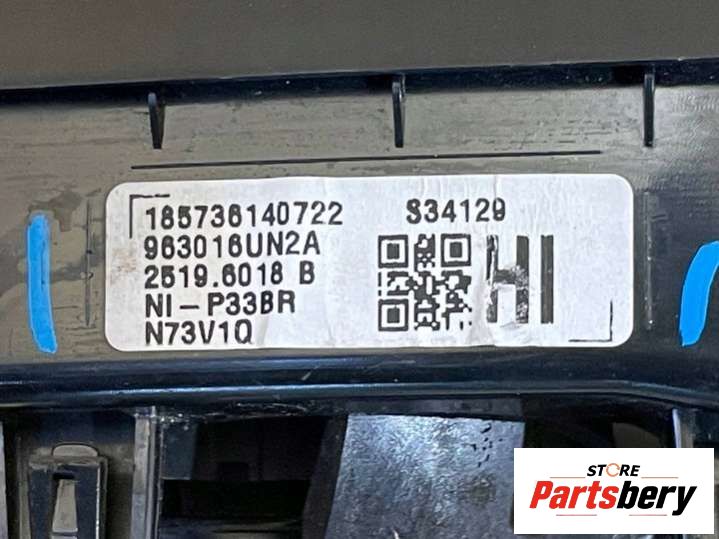 185736140722 S34129
963016UN2A
2519.6018 B
NI-P33BR HI
N73V1Q
STORE
Partsbery